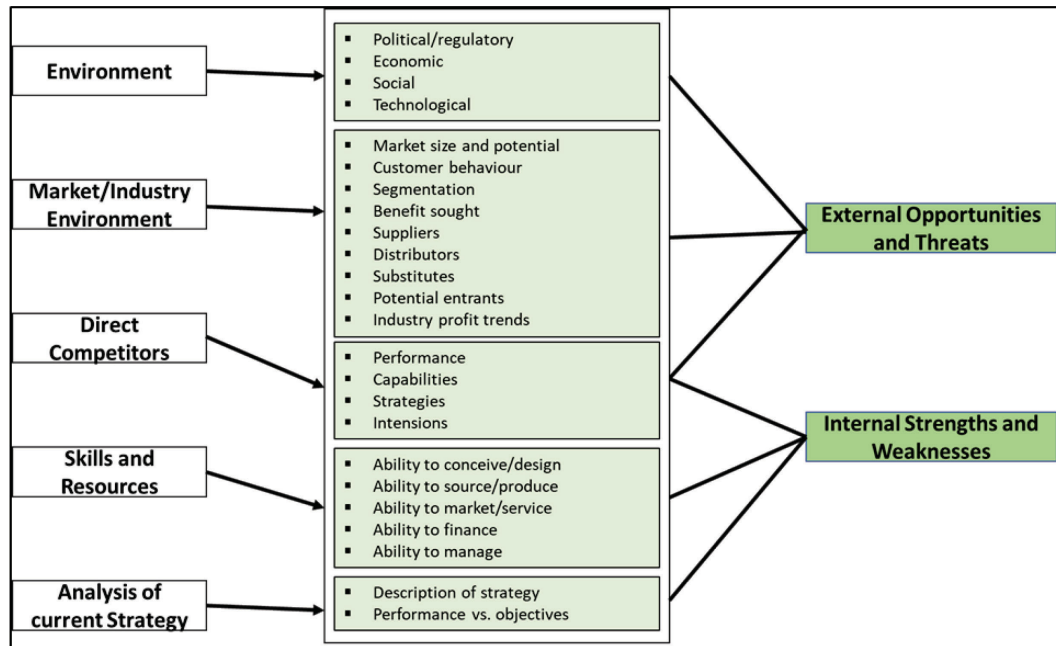 Environment
▪ Political/regulatory
▪ Economic
▪ Social
▪ Technological
Market/Industry
Environment
▪ Market size and potential
▪ Customer behaviour
▪ Segmentation
▪ Benefit sought
▪ Suppliers
▪ Distributors
▪ Substitutes
▪ Potential entrants
▪ Industry profit trends
Direct
Competitors
▪ Performance
▪ Capabilities
▪ Strategies
▪ Intensions
Skills and
Resources
▪ Ability to conceive/design
▪ Ability to source/produce
▪ Ability to market/service
▪ Ability to finance
▪ Ability to manage
Analysis of
current Strategy
▪ Description of strategy
▪ Performance vs. objectives
External Opportunities
and Threats
Internal Strengths and
Weaknesses